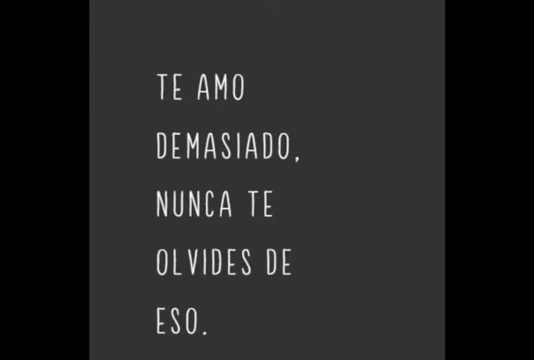 TE AMO
DEMASIADO,
NUNCA TE
OLVIDES DE
ESO.